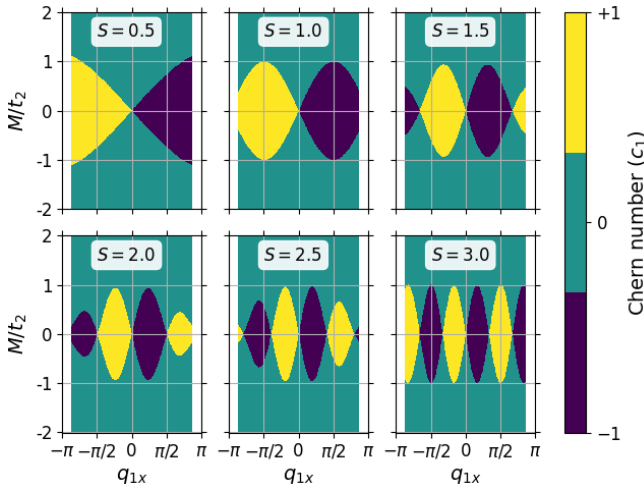 S = 0.5
S = 1.0
S = 1.5
M/t₂
2
1
0
−1
−2
S = 2.0
S = 2.5
S = 3.0
M/t₂
2
1
0
−1
−2
−π −π/2 0 π/2 π
−π −π/2 0 π/2 π
−π −π/2 0 π/2 π
q₁ₓ
q₁ₓ
q₁ₓ
+1
0
−1
Chern number (c₁)